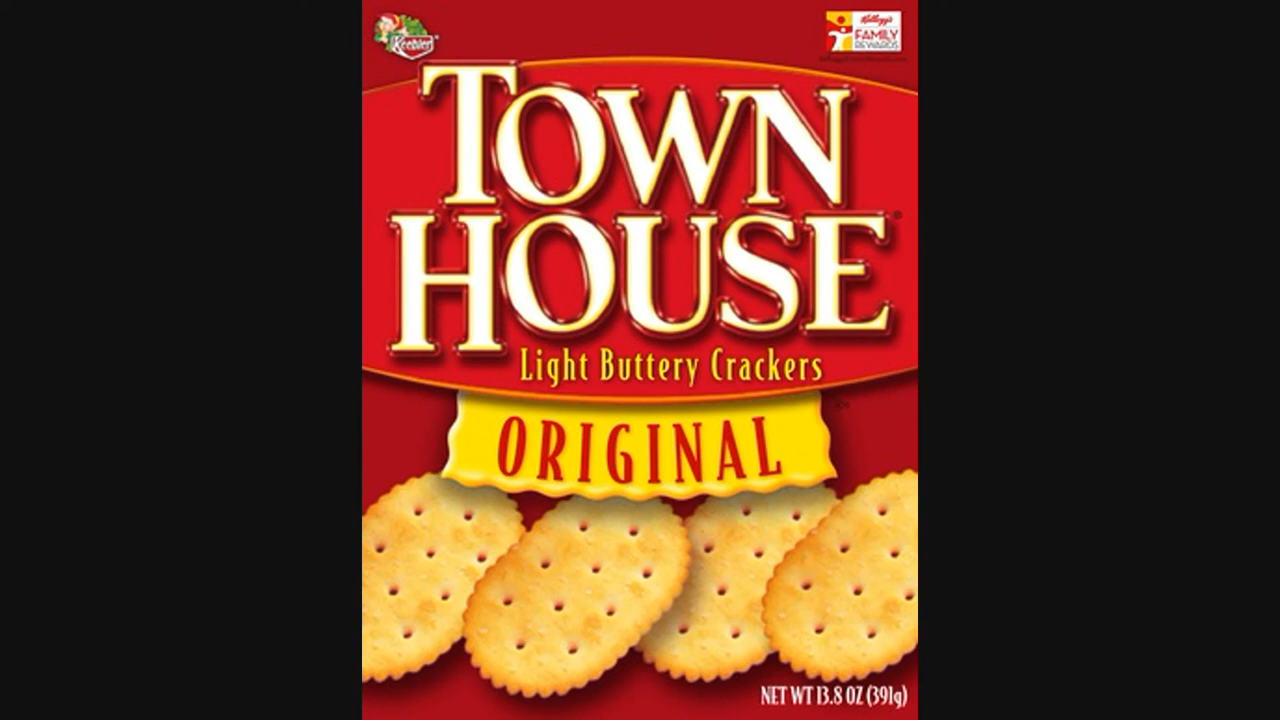 Keebler
Kellogg's
FAMILY
REWARDS
TOWN
HOUSE
Light Buttery Crackers
ORIGINAL
NET WT 13.8 OZ (391g)